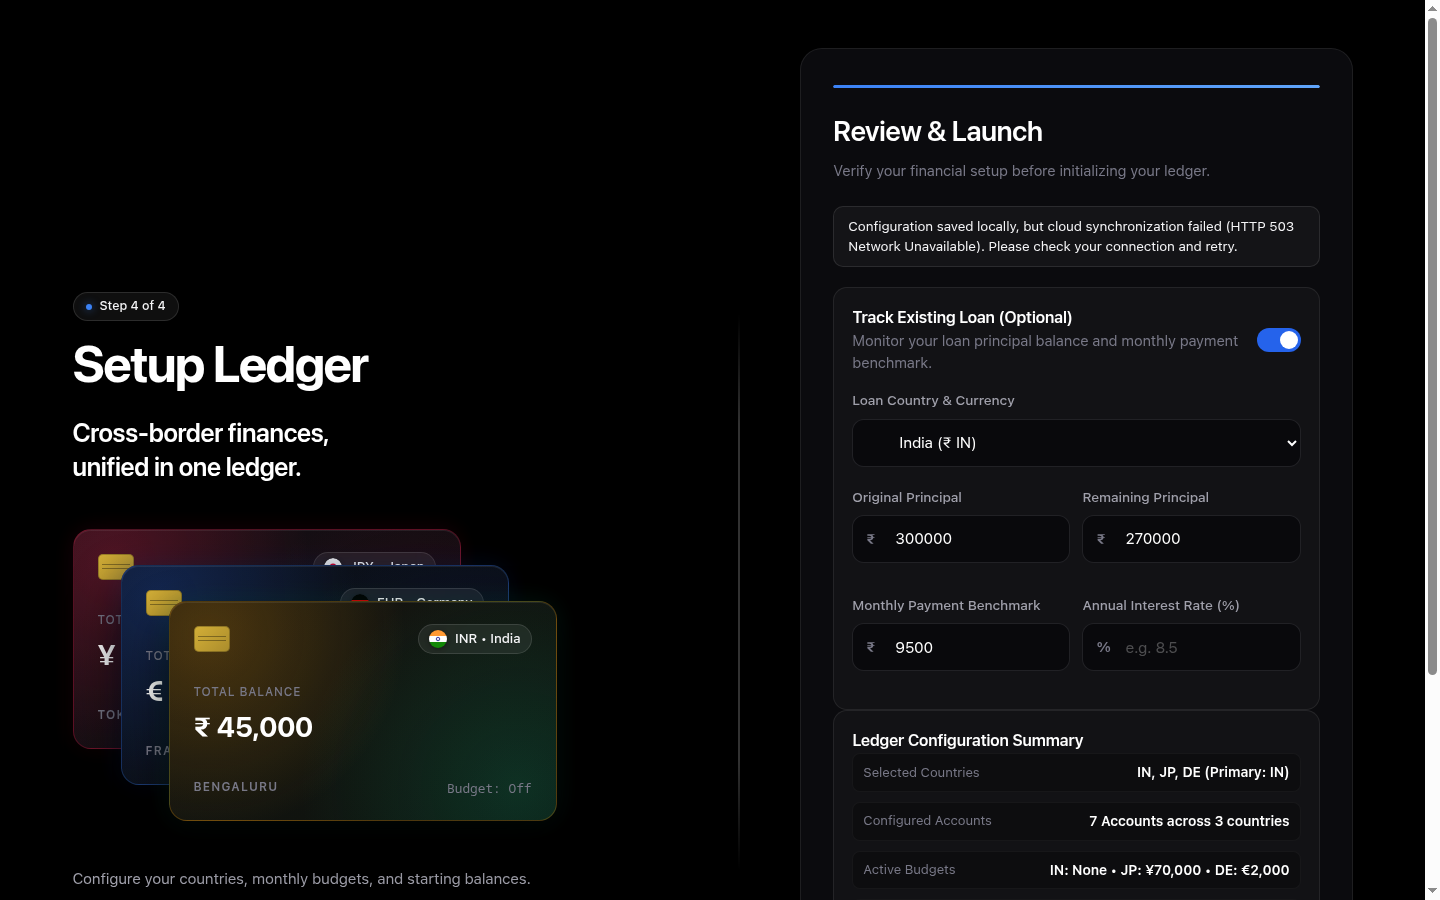 Step 4 of 4
Setup Ledger
Cross-border finances,
unified in one ledger.
¥
TOTAL BALANCE
€
INR • India
TOTAL BALANCE
₹ 45,000
BENGALURU
Budget: Off
Configure your countries, monthly budgets, and starting balances.
Review & Launch
Verify your financial setup before initializing your ledger.
Configuration saved locally, but cloud synchronization failed (HTTP 503
Network Unavailable). Please check your connection and retry.
Track Existing Loan (Optional)
Monitor your loan principal balance and monthly payment
benchmark.
Loan Country & Currency
India (₹ IN)
Original Principal
Remaining Principal
₹ 300000
₹ 270000
Monthly Payment Benchmark
Annual Interest Rate (%)
₹ 9500
% e.g. 8.5
Ledger Configuration Summary
Selected Countries
IN, JP, DE (Primary: IN)
Configured Accounts
7 Accounts across 3 countries
Active Budgets
IN: None • JP: ¥70,000 • DE: €2,000